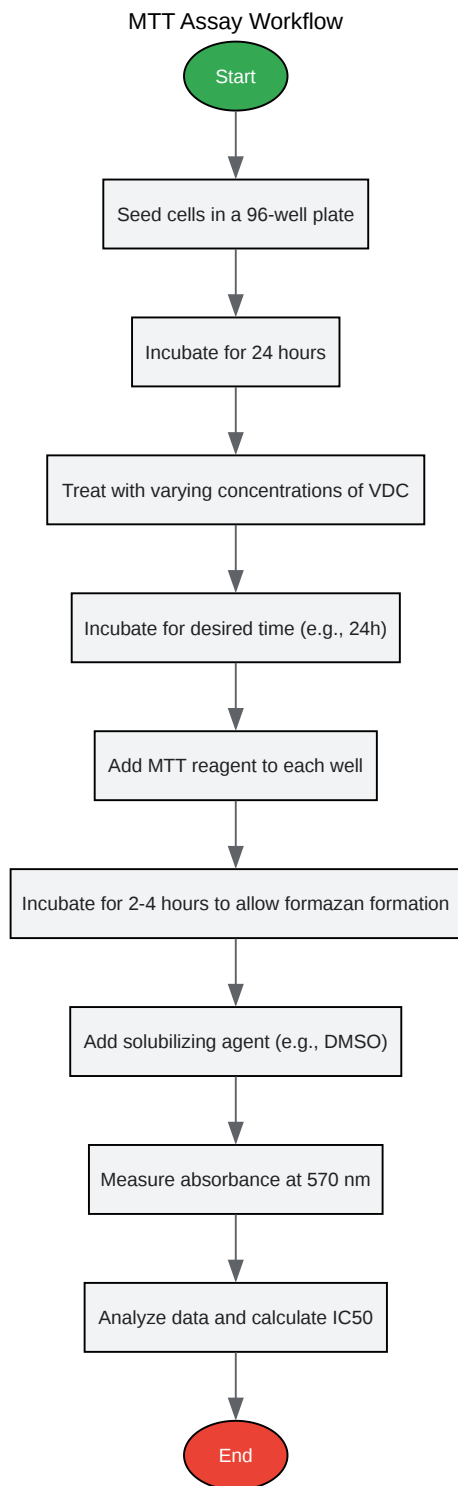 MTT Assay Workflow
Start
Seed cells in a 96-well plate
Incubate for 24 hours
Treat with varying concentrations of VDC
Incubate for desired time (e.g., 24h)
Add MTT reagent to each well
Incubate for 2-4 hours to allow formazan formation
Add solubilizing agent (e.g., DMSO)
Measure absorbance at 570 nm
Analyze data and calculate IC50
End